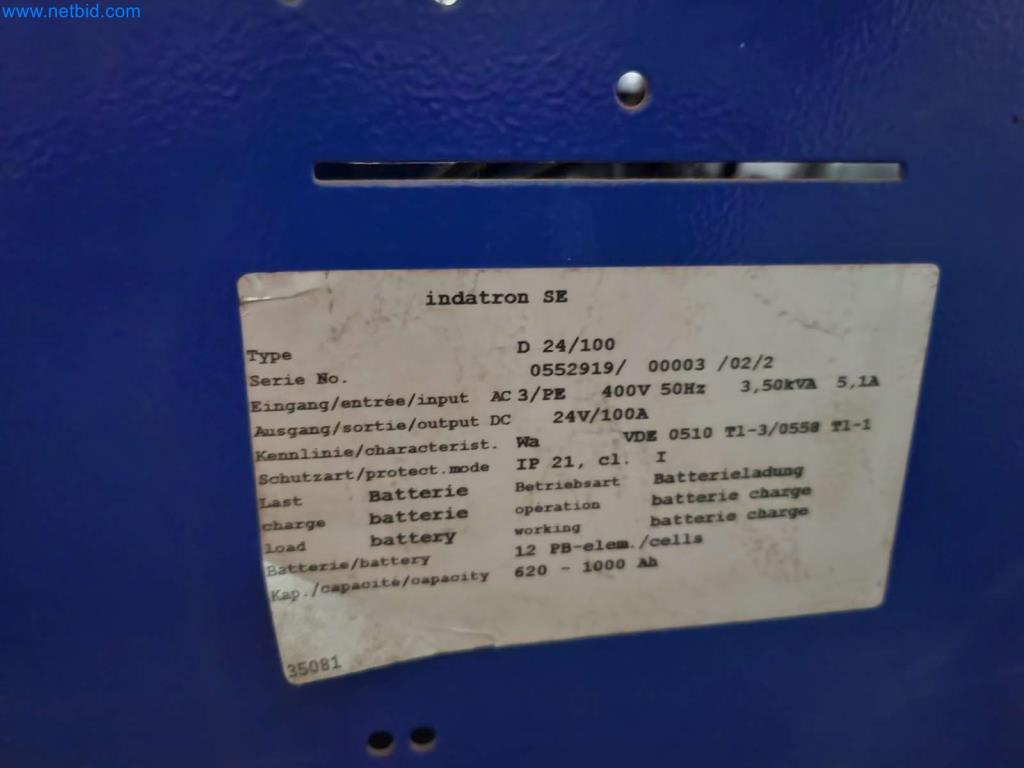 www.netbid.com
indatron SE
Type D 24/100
Serie No. 0552919/ 00003 /02/2
Eingang/entrée/input AC 3/PE 400V 50Hz 3,50kVA 5,1A
Ausgang/sortie/output DC 24V/100A
Kennlinie/characterist. Wa VDE 0510 Tl-3/0558 Tl-1
Schutzart/protect.mode IP 21, cl. I
Last Batterie Betriebsart Batterieladung
charge batterie opération batterie charge
load battery working batterie charge
Batterie/battery 12 PB-elem./cells
Kap./capacité/capacity 620 - 1000 Ah
35081